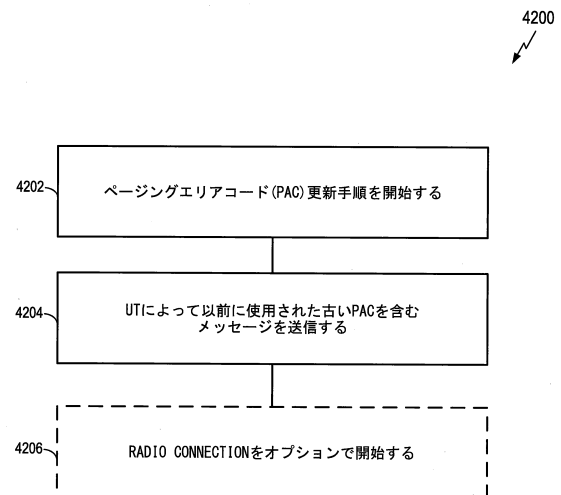 4200
4202
ページングエリアコード(PAC)更新手順を開始する
4204
UTによって以前に使用された古いPACを含む
メッセージを送信する
4206
RADIO CONNECTIONをオプションで開始する